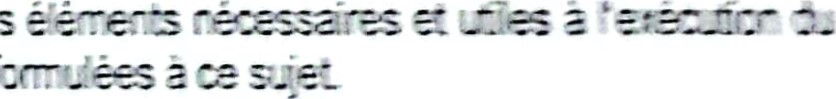 s éléments nécessaires et utiles à l'exécution du
ormulées à ce sujet.